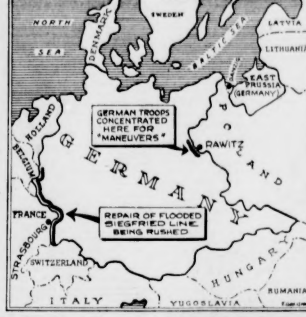 NORTH
SEA
SWEDEN
DENMARK
BALTIC SEA
LATVIA
LITHUANIA
DANZIG
EAST
PRUSSIA
(GERMANY)
HOLLAND
GERMAN TROOPS
CONCENTRATED
HERE FOR
"MANEUVERS"
RAWITZ
POLAND
GERMANY
BELGIUM
FRANCE
REPAIR OF FLOODED
SIEGFRIED LINE
BEING RUSHED
STRASBOURG
SWITZERLAND
HUNGARY
ITALY
YUGOSLAVIA
RUMANIA